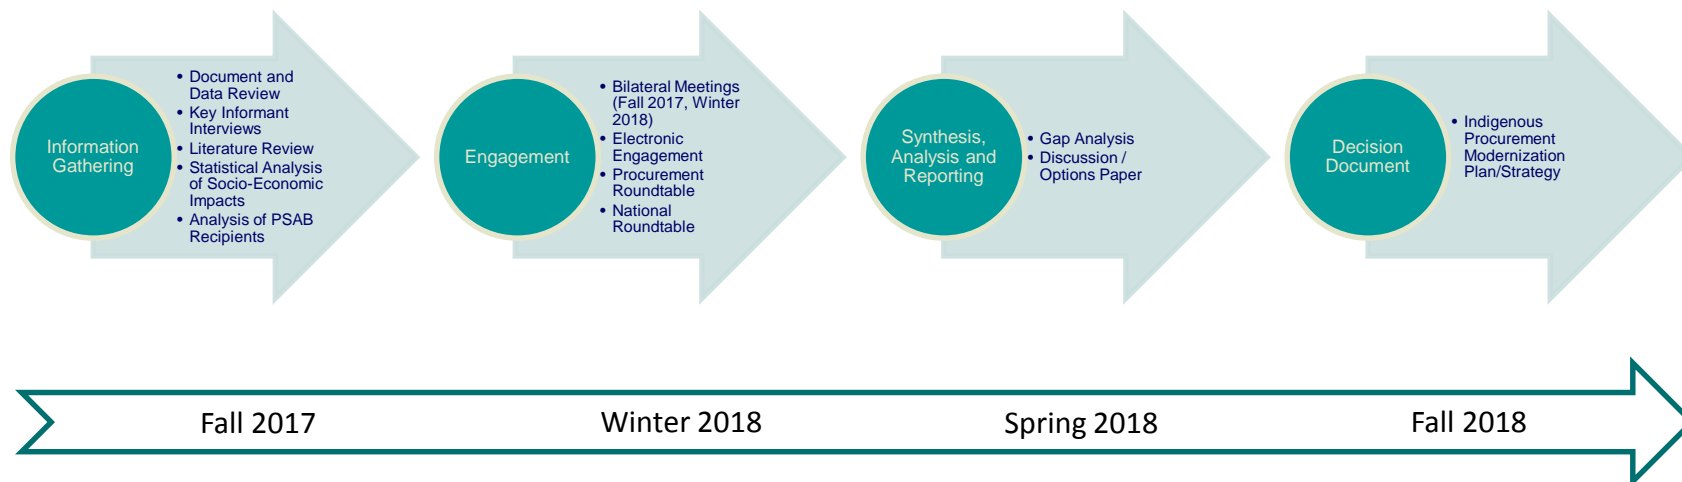 Information
Gathering
• Document and
Data Review
• Key Informant
Interviews
• Literature Review
• Statistical Analysis
of Socio-Economic
Impacts
• Analysis of PSAB
Recipients
Engagement
• Bilateral Meetings
(Fall 2017, Winter
2018)
• Electronic
Engagement
• Procurement
Roundtable
• National
Roundtable
Synthesis,
Analysis and
Reporting
• Gap Analysis
• Discussion /
Options Paper
Decision
Document
• Indigenous
Procurement
Modernization
Plan/Strategy
Fall 2017
Winter 2018
Spring 2018
Fall 2018